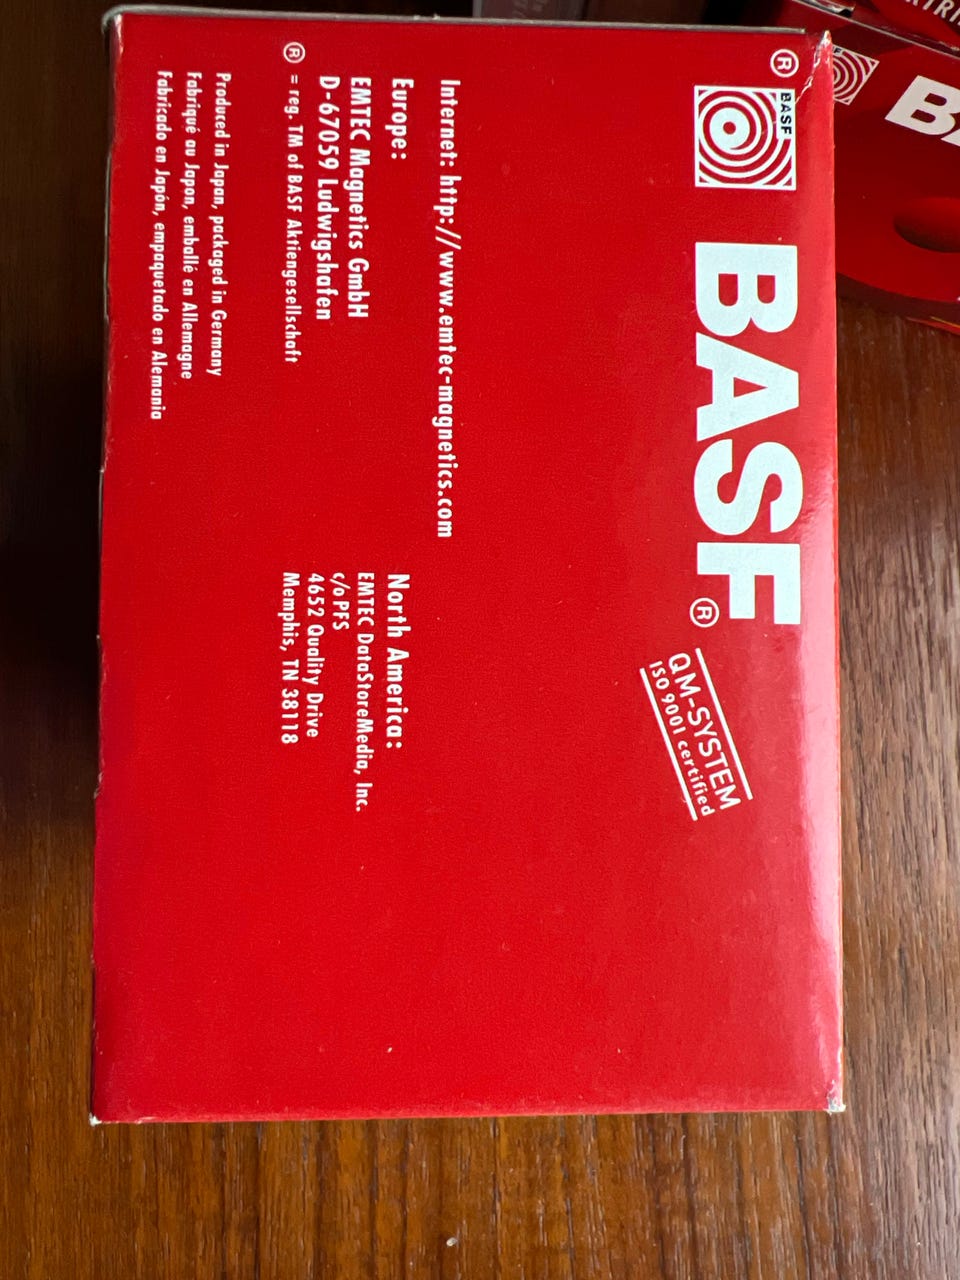 ®
BASF
BASF®
QM-SYSTEM
ISO 9001 certified
Internet: http://www.emtec-magnetics.com
Europe:
EMTEC Magnetics GmbH
D-67059 Ludwigshafen
® = reg. TM of BASF Aktiengesellschaft
North America:
EMTEC DataStoreMedia, Inc.
c/o PFS
4652 Quality Drive
Memphis, TN 38118
Produced in Japan, packaged in Germany
Fabriqué au Japon, emballé en Allemagne
Fabricado en Japón, empaquetado en Alemania